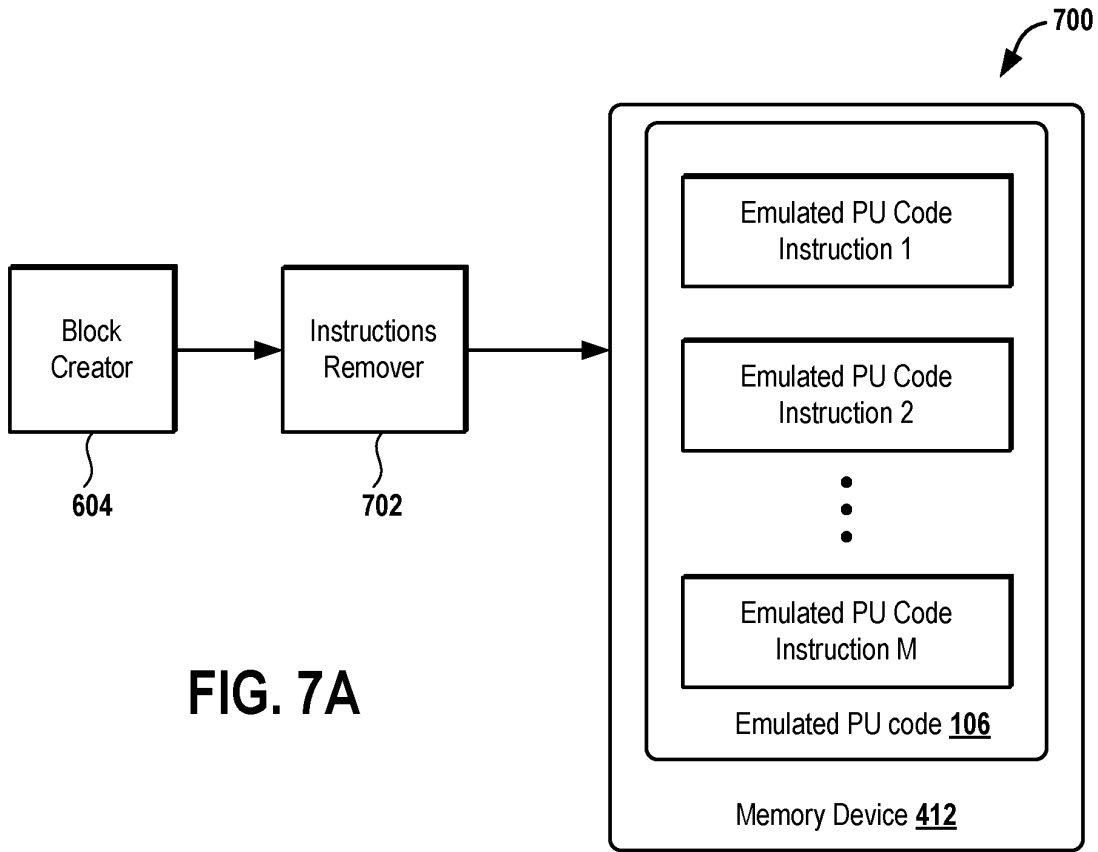 700
Emulated PU Code
Instruction 1
Block
Creator
Instructions
Remover
Emulated PU Code
Instruction 2
604
702
Emulated PU Code
Instruction M
FIG. 7A
Emulated PU code 106
Memory Device 412